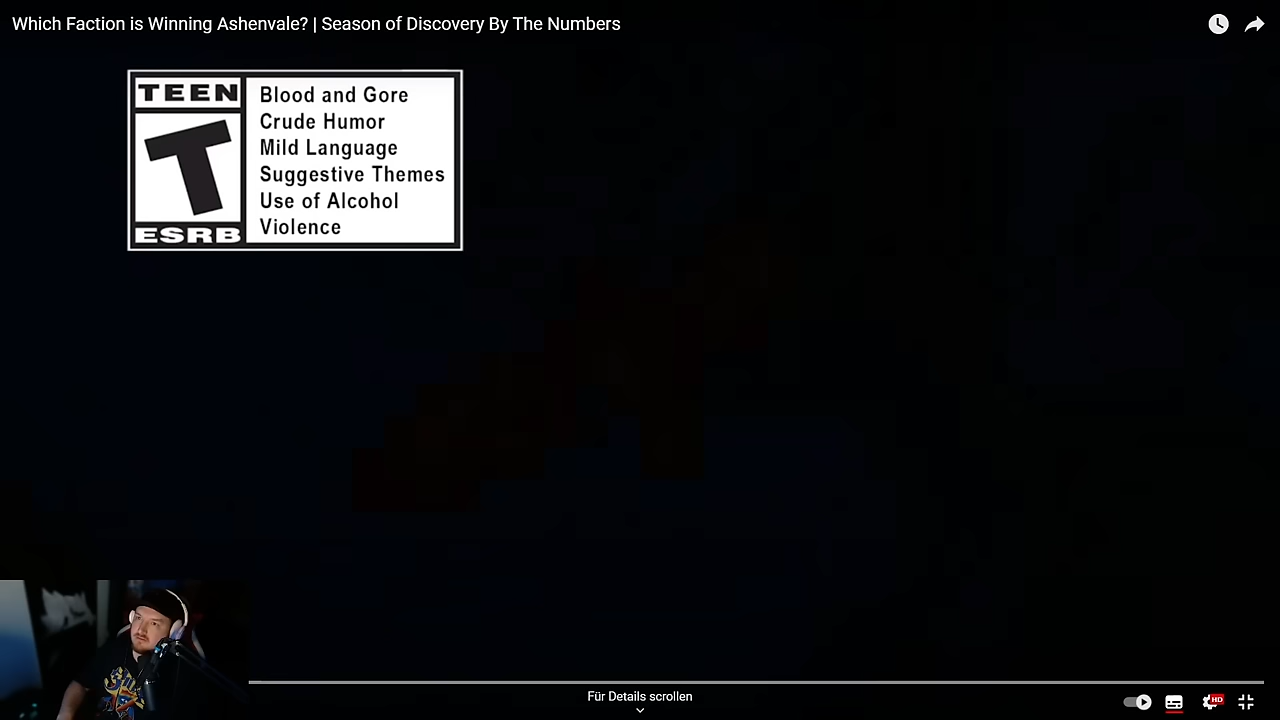 Which Faction is Winning Ashenvale? | Season of Discovery By The Numbers
TEEN
T
ESRB
Blood and Gore
Crude Humor
Mild Language
Suggestive Themes
Use of Alcohol
Violence
Für Details scrollen
HD